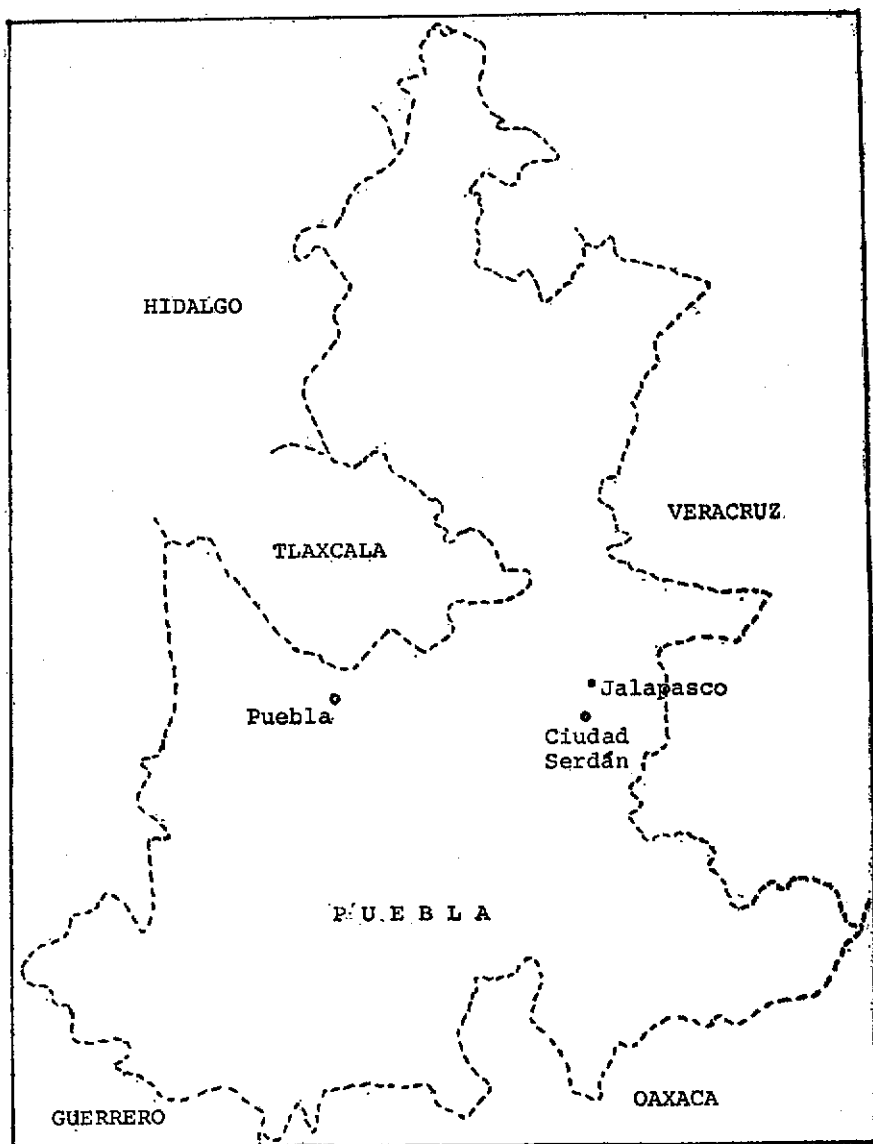 HIDALGO
VERACRUZ
TLAXCALA
Jalapasco
Puebla
Ciudad
Serdán
PUEBLA
OAXACA
GUERRERO